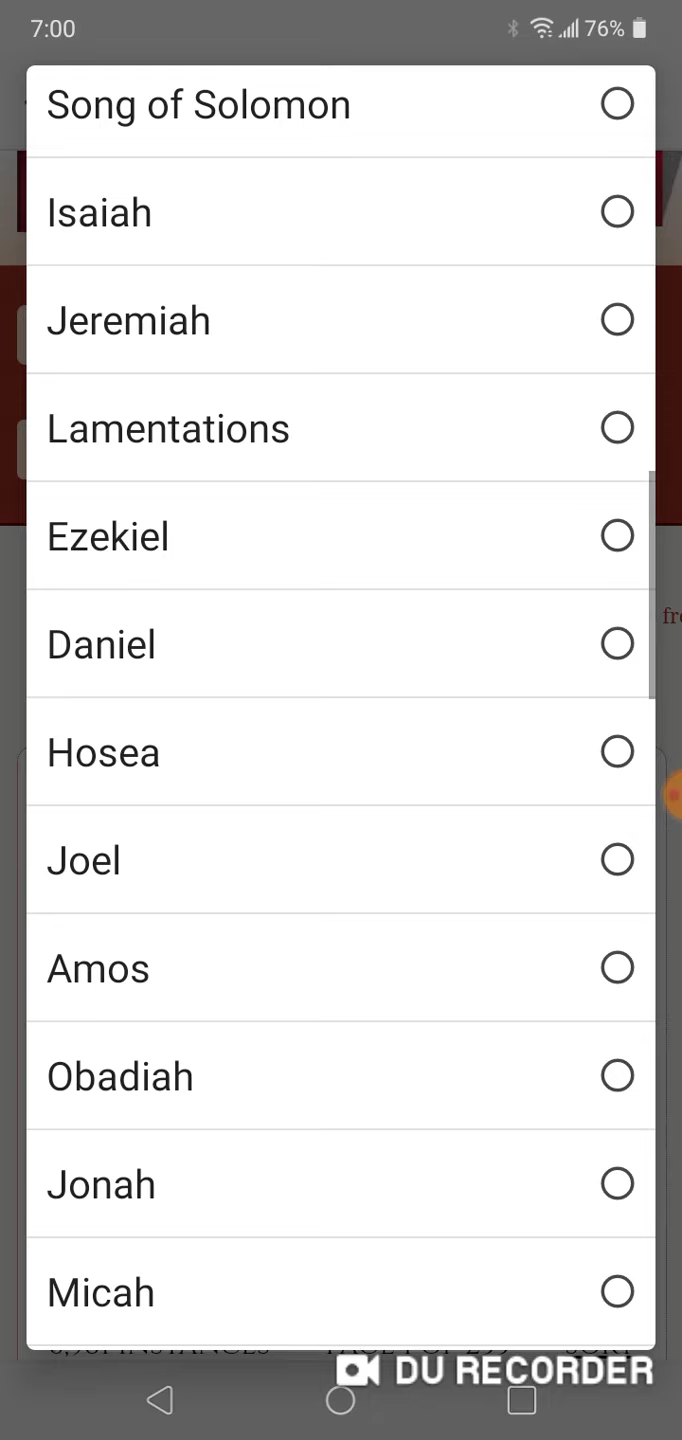 7:00
76%
Song of Solomon
Isaiah
Jeremiah
Lamentations
Ezekiel
Daniel
Hosea
Joel
Amos
Obadiah
Jonah
Micah
DU RECORDER